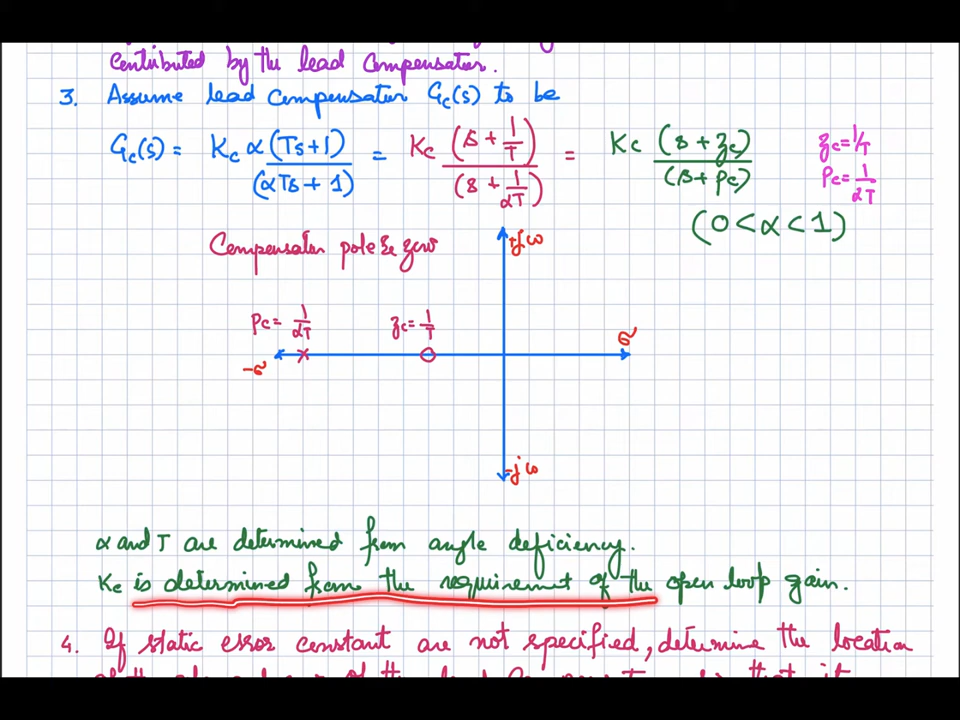 contributed by the lead compensator.
3. Assume lead compensator Gc(s) to be
Gc(s) = Kc α (Ts+1) / (αTs + 1) = Kc (s + 1/T) / (s + 1/αT) = Kc (s + zc) / (s + pc)
zc = 1/T
Pc = 1/αT
(0 < α < 1)
Compensator pole & zero
+jω
Pc = 1/αT
zc = 1/T
σ
-σ
-jω
α and T are determined from angle deficiency.
Kc is determined from the requirement of the open loop gain.
4. If static error constant are not specified, determine the location